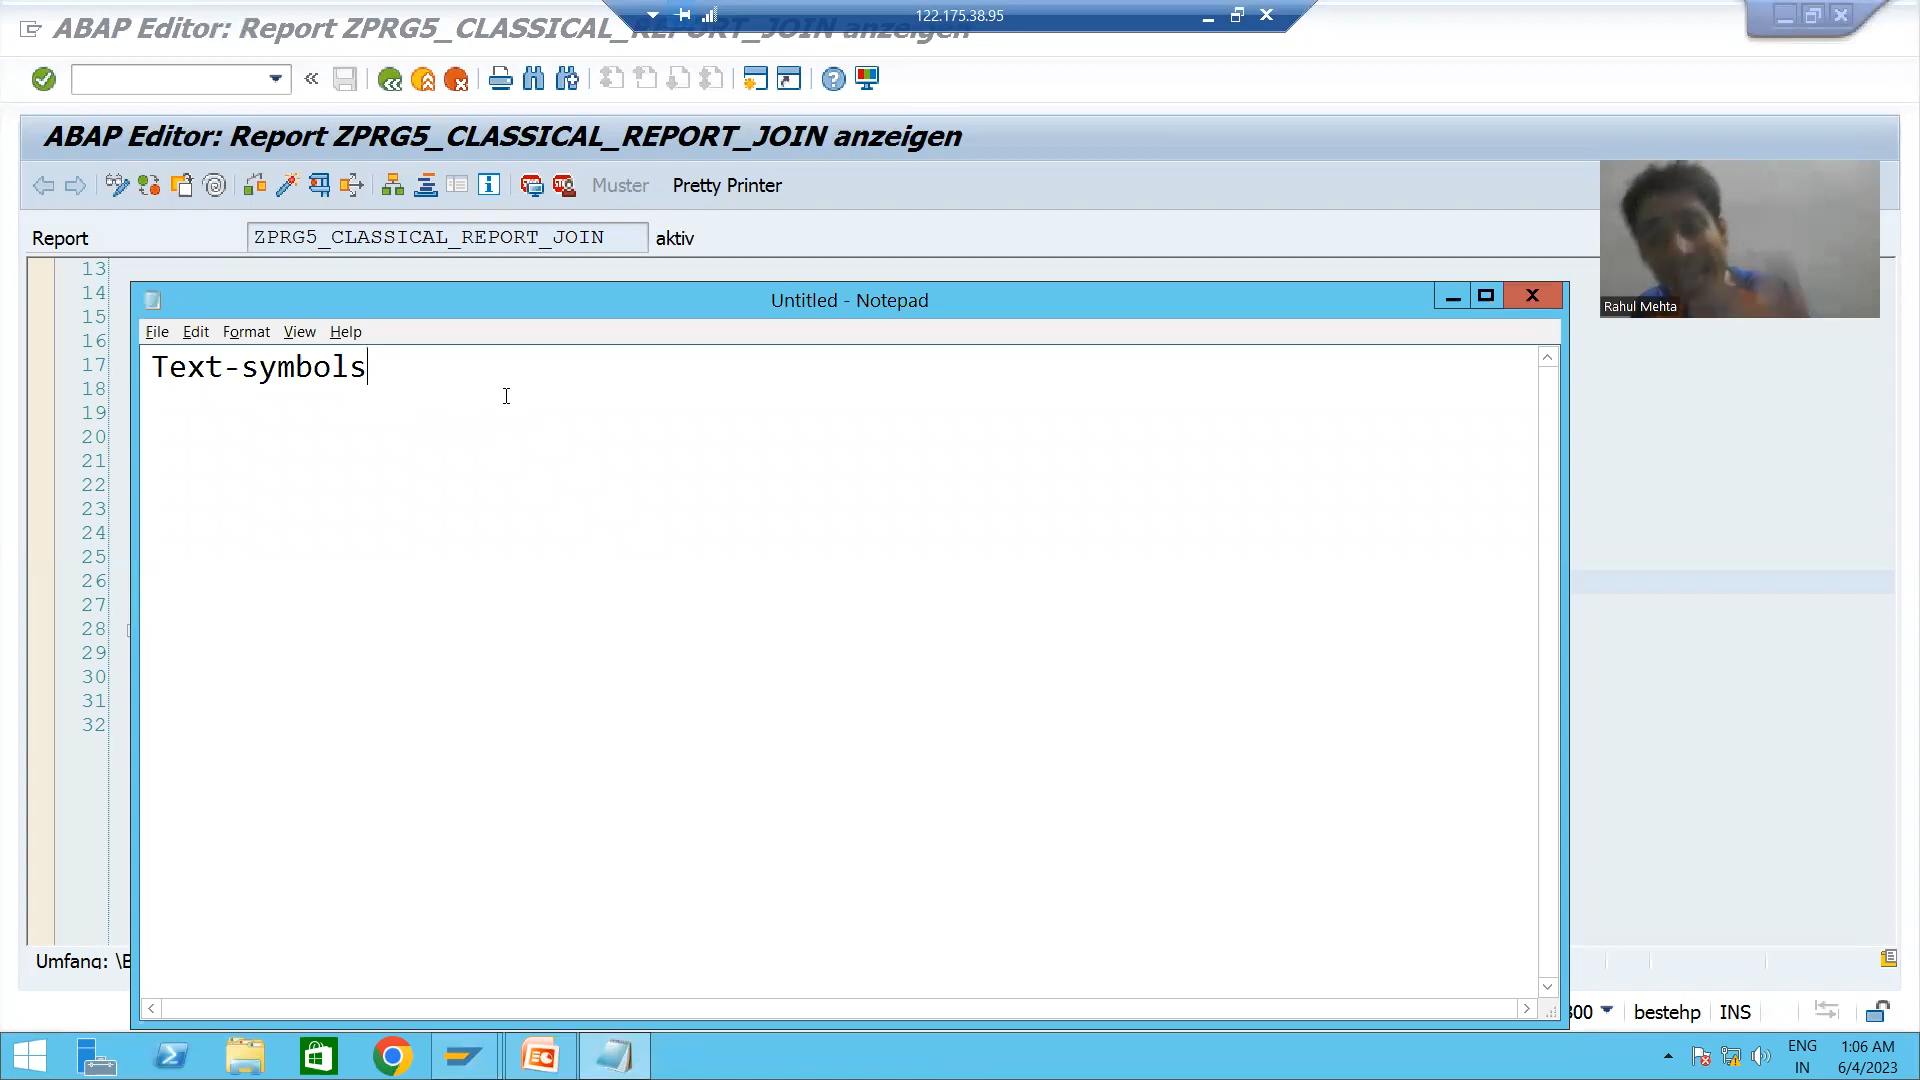 ABAP Editor: Report ZPRG5_CLASSICAL_REPORT_JOIN anzeigen
122.175.38.95
ABAP Editor: Report ZPRG5_CLASSICAL_REPORT_JOIN anzeigen
Muster Pretty Printer
Report ZPRG5_CLASSICAL_REPORT_JOIN aktiv
Rahul Mehta
13
14
15
16
17
18
19
20
21
22
23
24
25
26
27
28
29
30
31
32
Untitled - Notepad
File Edit Format View Help
Text-symbols
Umfang: \B
00 bestehp INS
ENG 1:06 AM
IN 6/4/2023